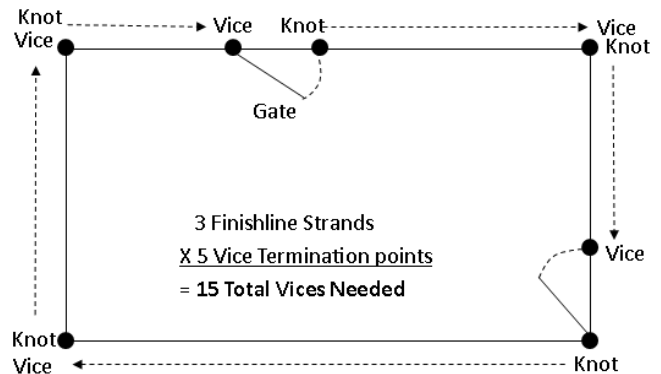 Knot
Vice
Vice
Knot
Vice
Knot
Gate
3 Finishline Strands
X 5 Vice Termination points
= 15 Total Vices Needed
Vice
Knot
Vice
Knot